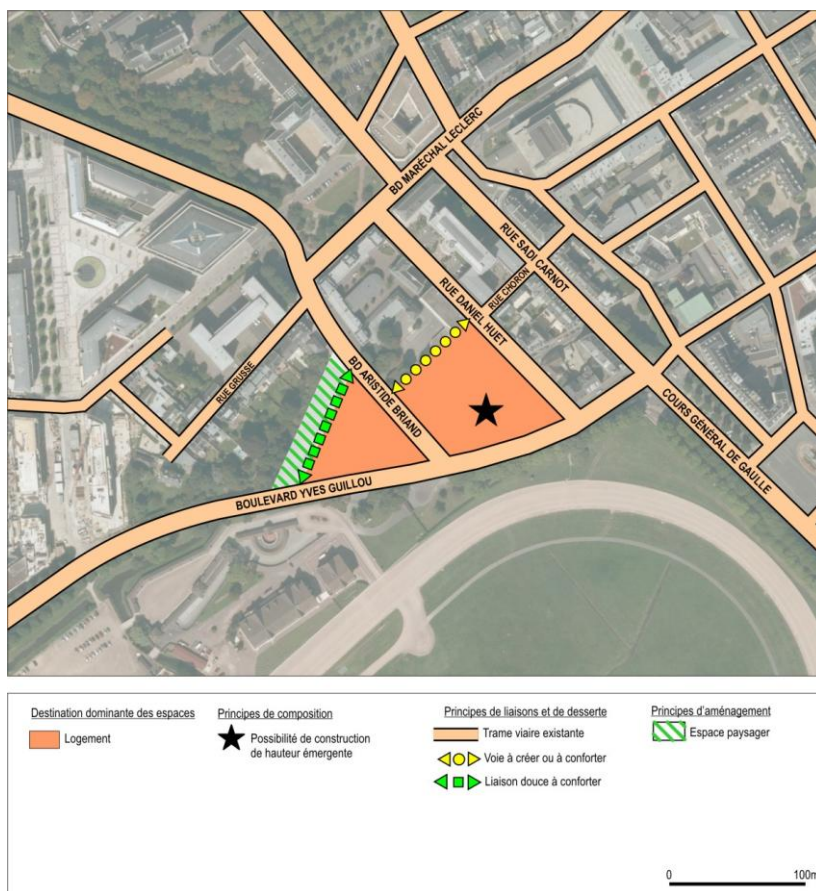 BD MARÉCHAL LECLERC
RUE SADI CARNOT
RUE CHORON
RUE DANIEL HUET
BD ARISTIDE BRIAND
RUE GRUSSE
COURS GÉNÉRAL DE GAULLE
BOULEVARD YVES GUILLOU
Destination dominante des espaces
Logement
Principes de composition
Possibilité de construction
de hauteur émergente
Principes de liaisons et de desserte
Trame viaire existante
Voie à créer ou à conforter
Liaison douce à conforter
Principes d'aménagement
Espace paysager
0 100m